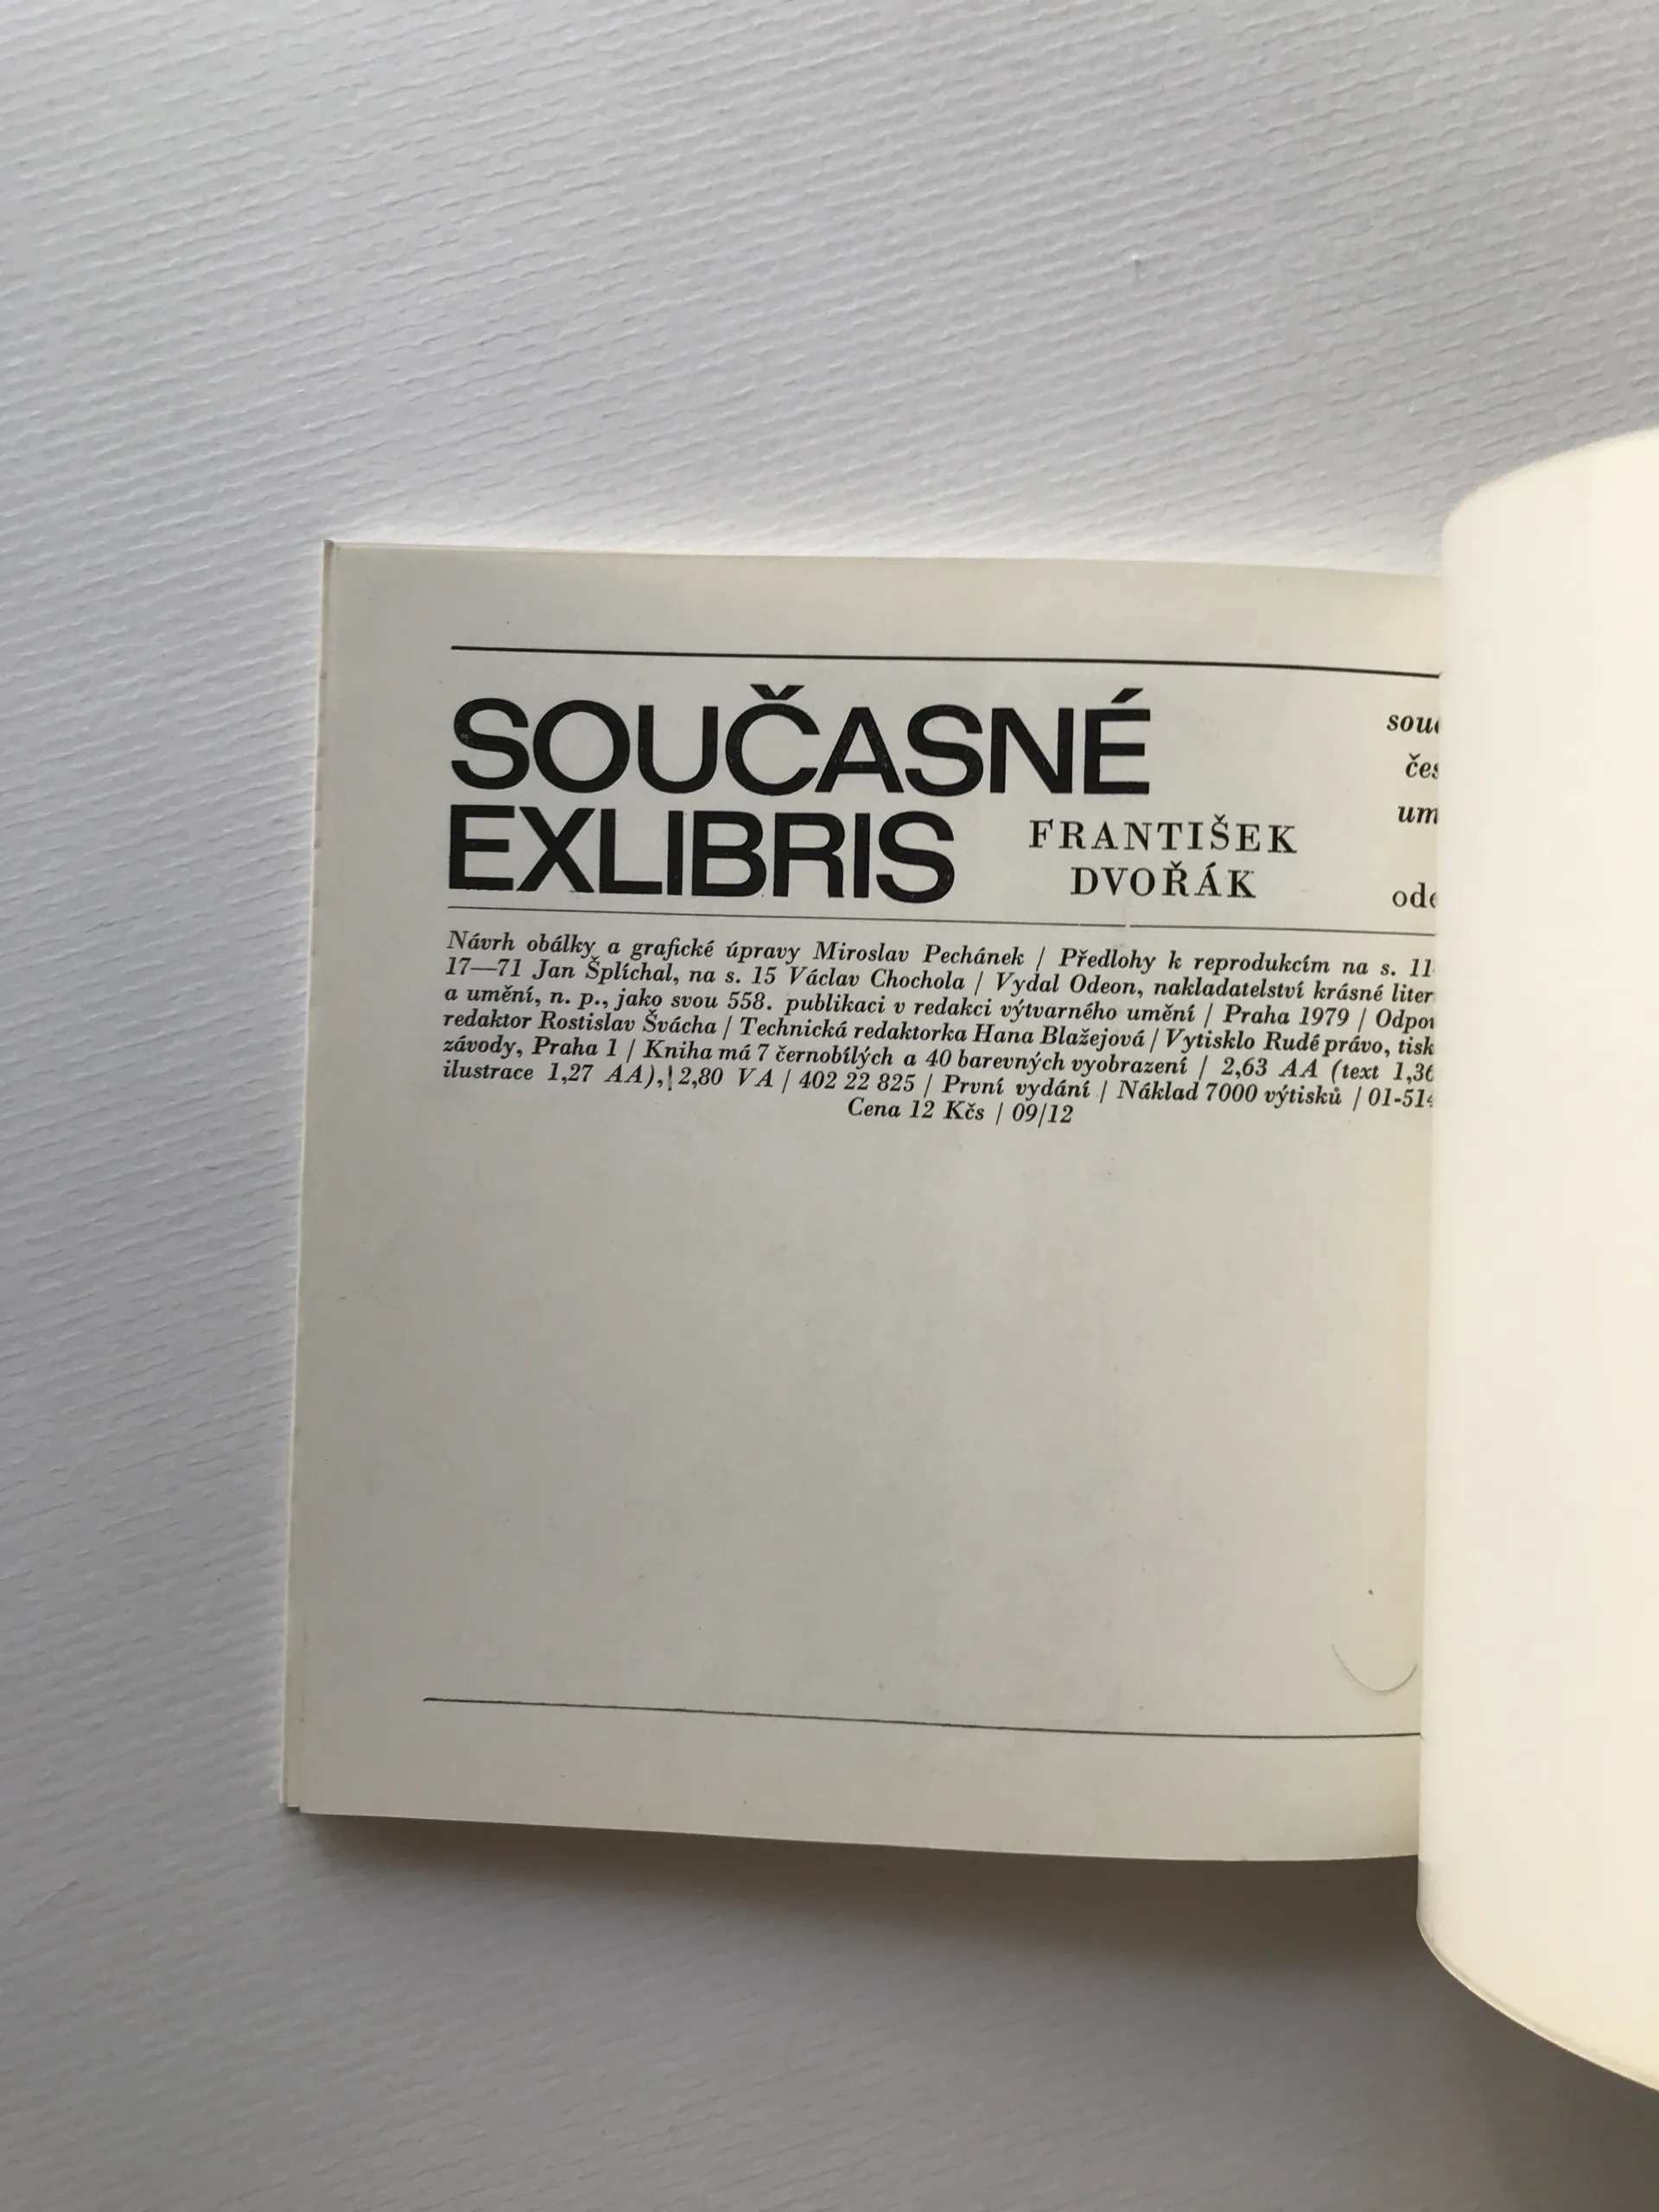 SOUČASNÉ
EXLIBRIS
FRANTIŠEK
DVOŘÁK
Návrh obálky a grafické úpravy Miroslav Pechánek / Předlohy k reprodukcím na s. 11
17—71 Jan Šplíchal, na s. 15 Václav Chochola / Vydal Odeon, nakladatelství krásné
a umění, n. p., jako svou 558. publikaci v redakci výtvarného umění / Praha 1979 /
redaktor Rostislav Švácha / Technická redaktorka Hana Blažejová / Vytisklo Rudé právo,
závody, Praha 1 / Kniha má 7 černobílých a 40 barevných vyobrazení / 2,63 AA (text
ilustrace 1,27 AA), 2,80 VA / 402 22 825 / První vydání / Náklad 7000 výtisků /
Cena 12 Kčs / 09/12